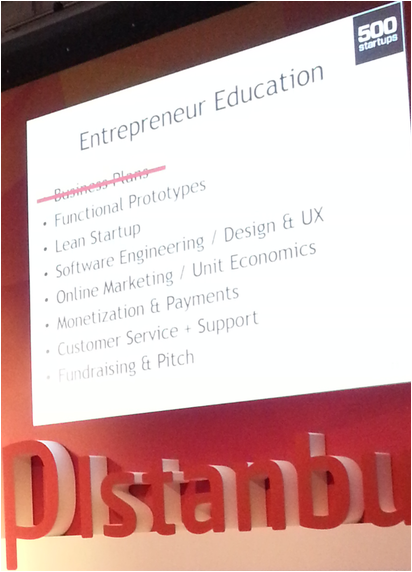 500
startups
Entrepreneur Education
Business Plans
• Functional Prototypes
• Lean Startup
• Software Engineering / Design & UX
• Online Marketing / Unit Economics
• Monetization & Payments
• Customer Service + Support
• Fundraising & Pitch
pIstanbu